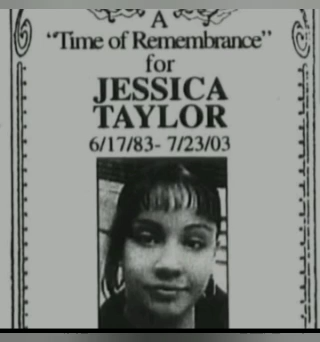 A
“Time of Remembrance”
for
JESSICA
TAYLOR
6/17/83- 7/23/03